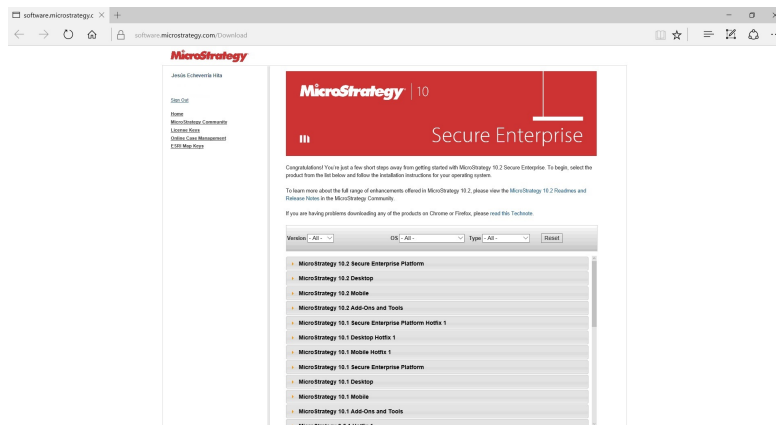 software.microstrategy.c
software.microstrategy.com/Download
MicroStrategy
Jesús Echeverría Hita
Sign Out
Home
MicroStrategy Community
License Keys
Online Case Management
ESRI Map Keys
MicroStrategy 10
Secure Enterprise
Congratulations! You're just a few short steps away from getting started with MicroStrategy 10.2 Secure Enterprise. To begin, select the
product from the list below and follow the installation instructions for your operating system.
To learn more about the full range of enhancements offered in MicroStrategy 10.2, please view the MicroStrategy 10.2 Readmes and
Release Notes in the MicroStrategy Community.
If you are having problems downloading any of the products on Chrome or Firefox, please read this Technote.
Version - All - OS - All - Type - All - Reset
MicroStrategy 10.2 Secure Enterprise Platform
MicroStrategy 10.2 Desktop
MicroStrategy 10.2 Mobile
MicroStrategy 10.2 Add-Ons and Tools
MicroStrategy 10.1 Secure Enterprise Platform Hotfix 1
MicroStrategy 10.1 Desktop Hotfix 1
MicroStrategy 10.1 Mobile Hotfix 1
MicroStrategy 10.1 Secure Enterprise Platform
MicroStrategy 10.1 Desktop
MicroStrategy 10.1 Mobile
MicroStrategy 10.1 Add-Ons and Tools